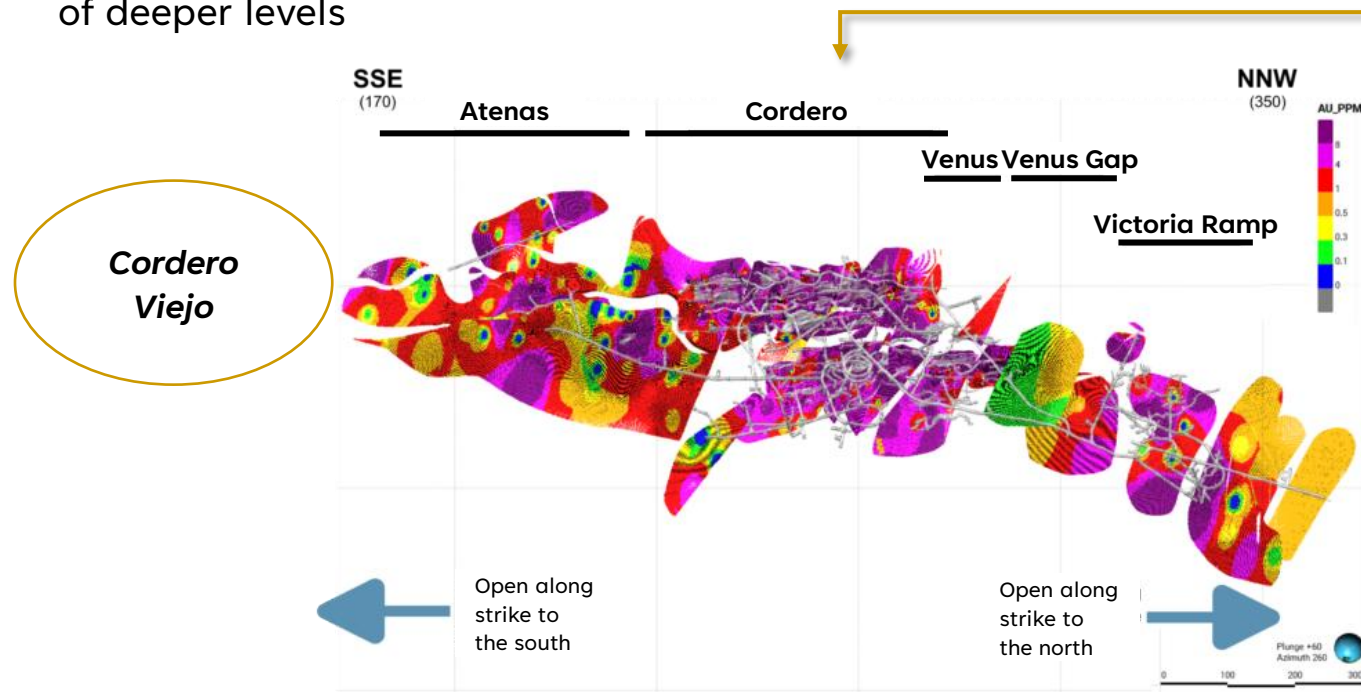 of deeper levels
SSE
(170)
NNW
(350)
AU_PPM
Atenas
Cordero
Venus
Venus Gap
Victoria Ramp
8
4
1
0.5
0.3
0.1
0
Cordero
Viejo
Open along
strike to
the south
Open along
strike to
the north
Plunge +60
Azimuth 260
0
100
200
300